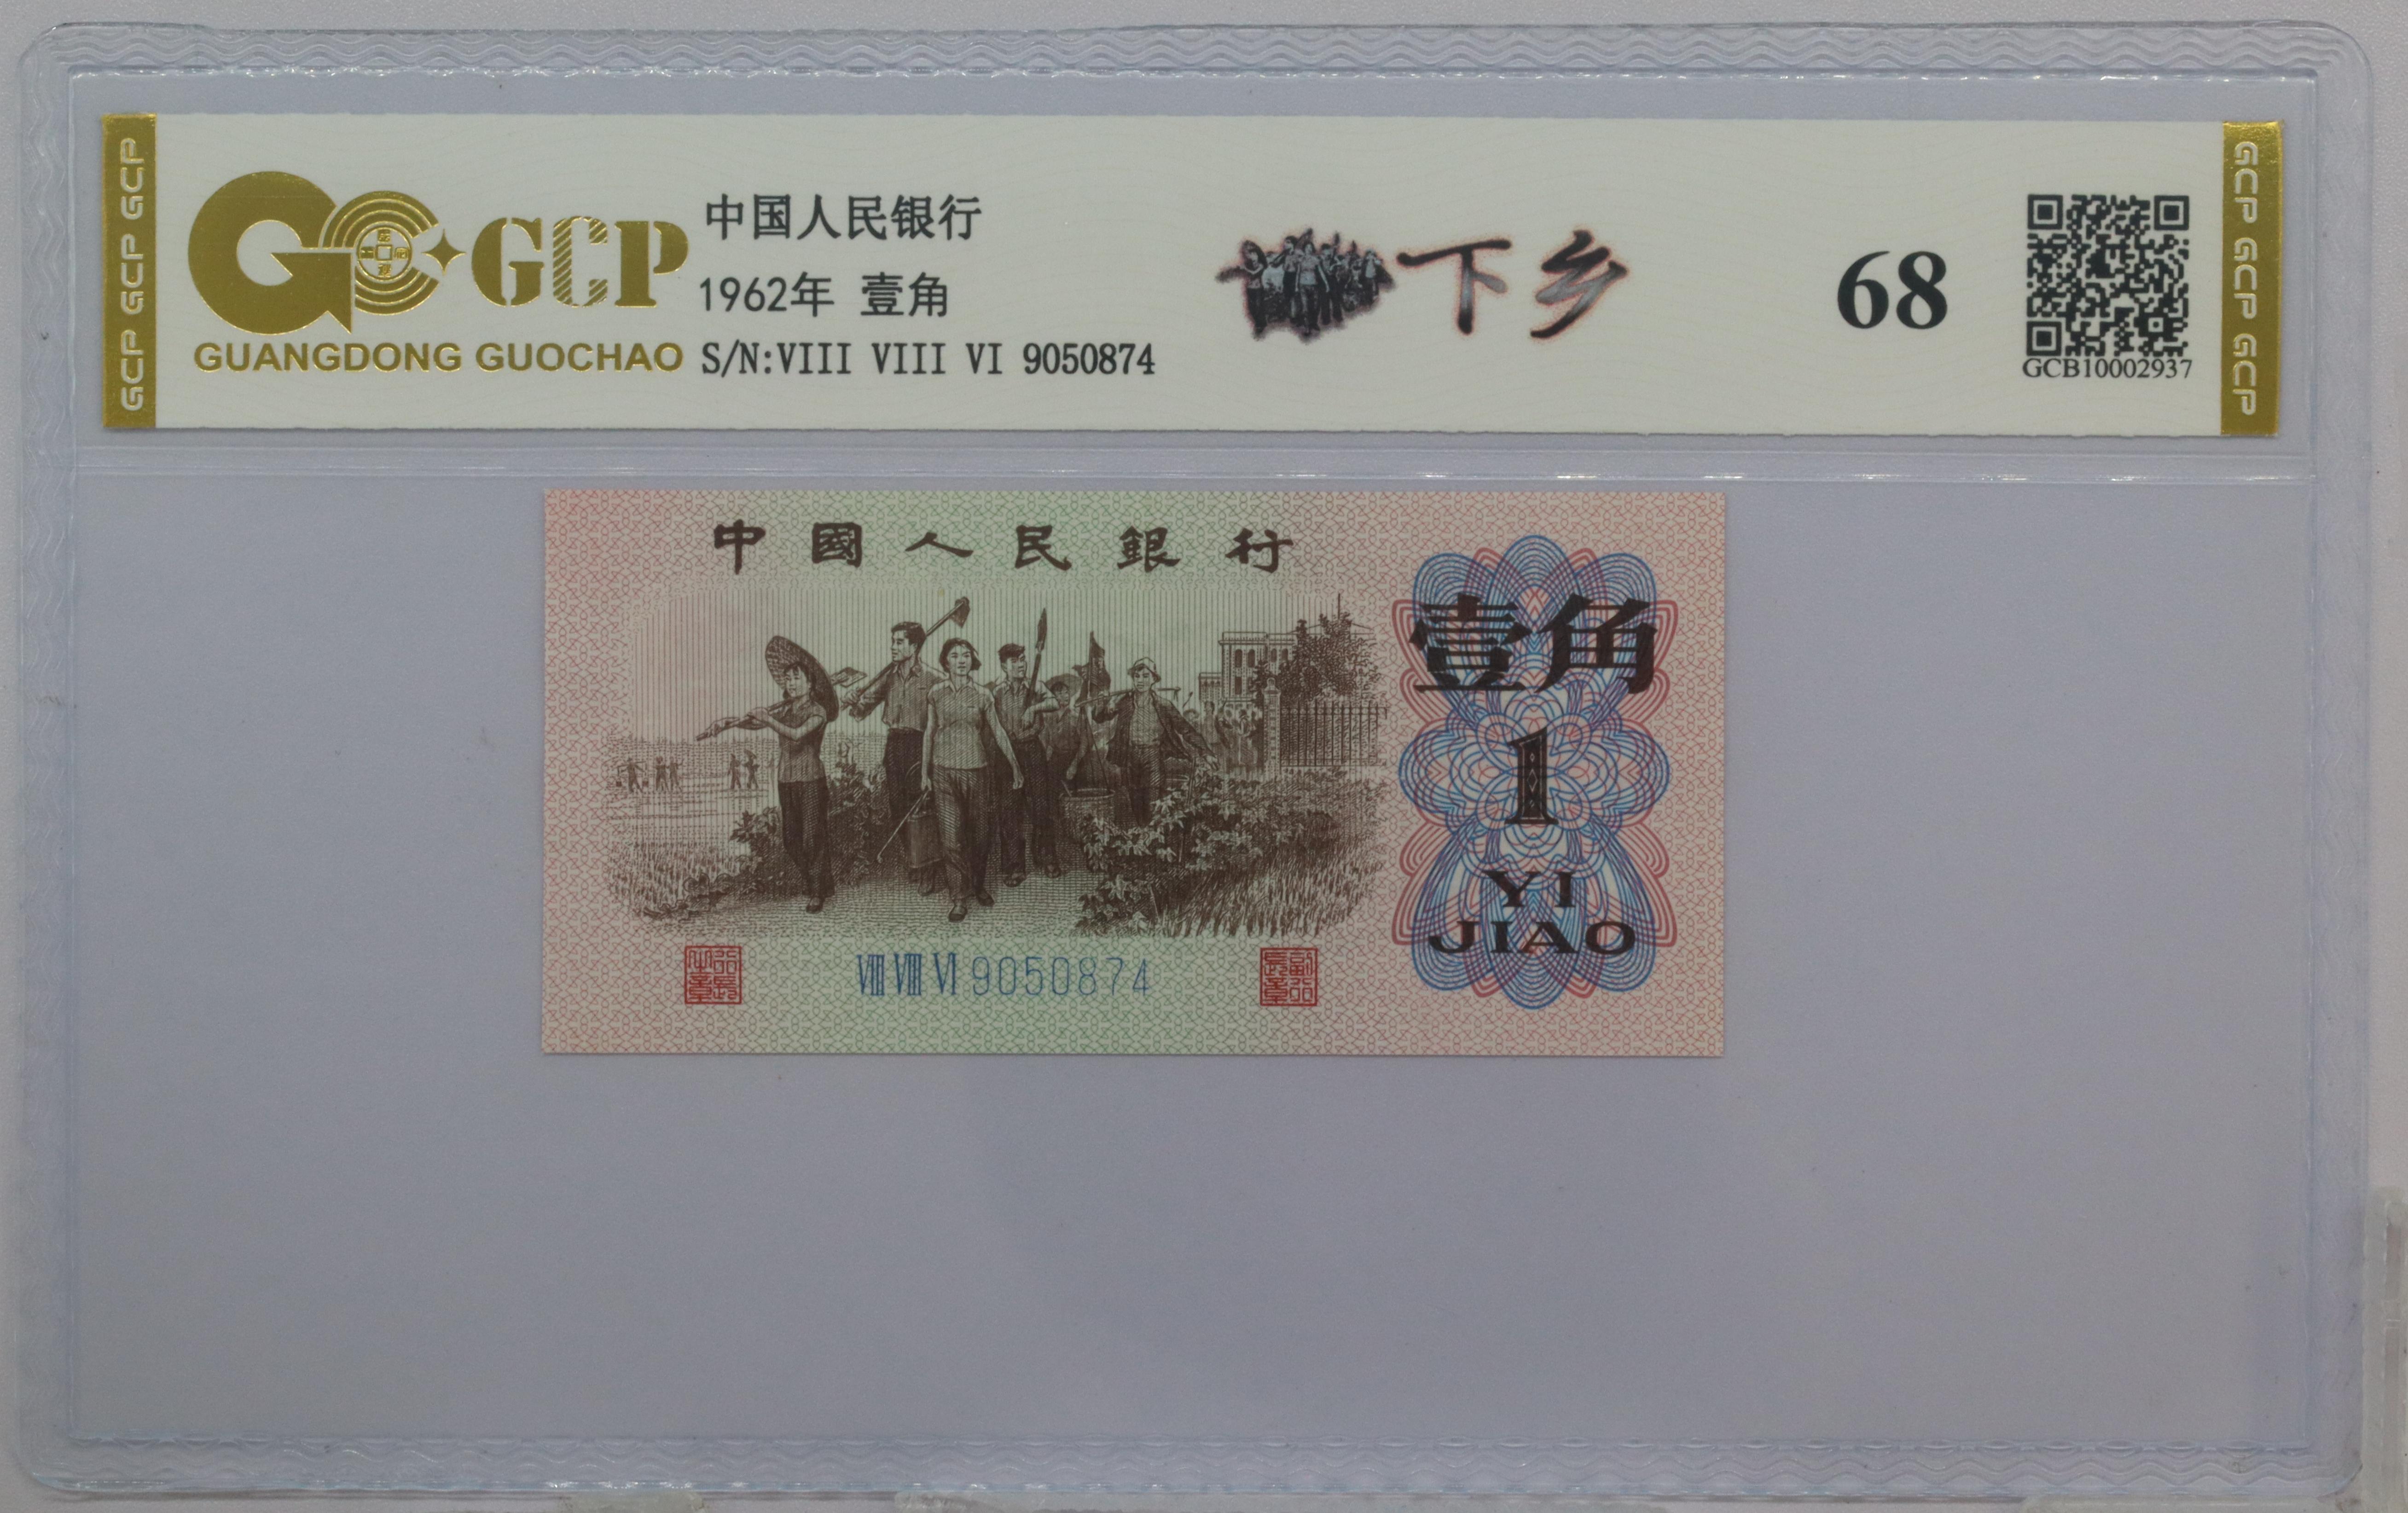 GCP GCP GCP
GCP
GUANGDONG GUOCHAO
中国人民银行
1962年 壹角
S/N:VIII VIII VI 9050874
下乡
68
GCB10002937
GCP GCP GCP
中國人民銀行
壹角
1
YI
JIAO
VIII VIII VI 9050874